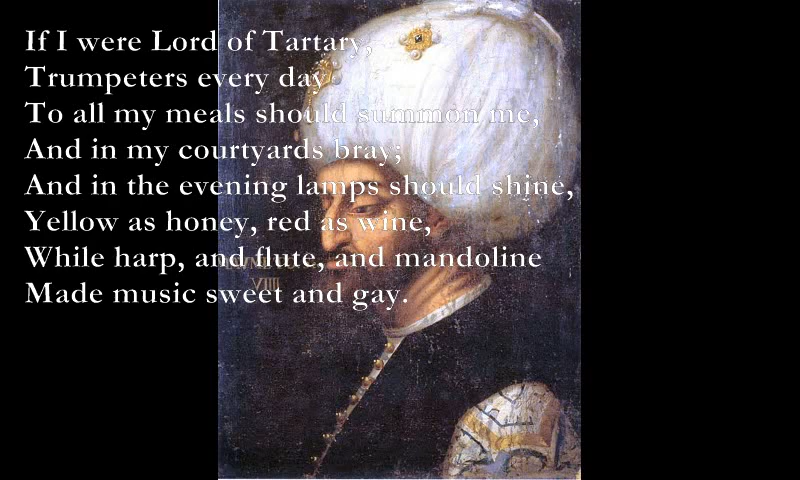 If I were Lord of Tartary,
Trumpeters every day
To all my meals should summon me,
And in my courtyards bray;
And in the evening lamps should shine,
Yellow as honey, red as wine,
While harp, and flute, and mandoline
Made music sweet and gay.
VIIII